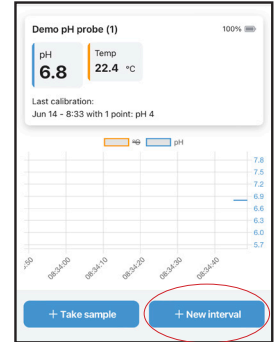 Demo pH probe (1) 100%
pH Temp
6.8 22.4 °C
Last calibration:
Jun 14 - 8:33 with 1 point: pH 4
°C pH
7.8
7.5
7.2
6.9
6.6
6.3
6.0
5.7
:50 08:34:00 08:34:10 08:34:20 08:34:30 08:34:40
+ Take sample + New interval